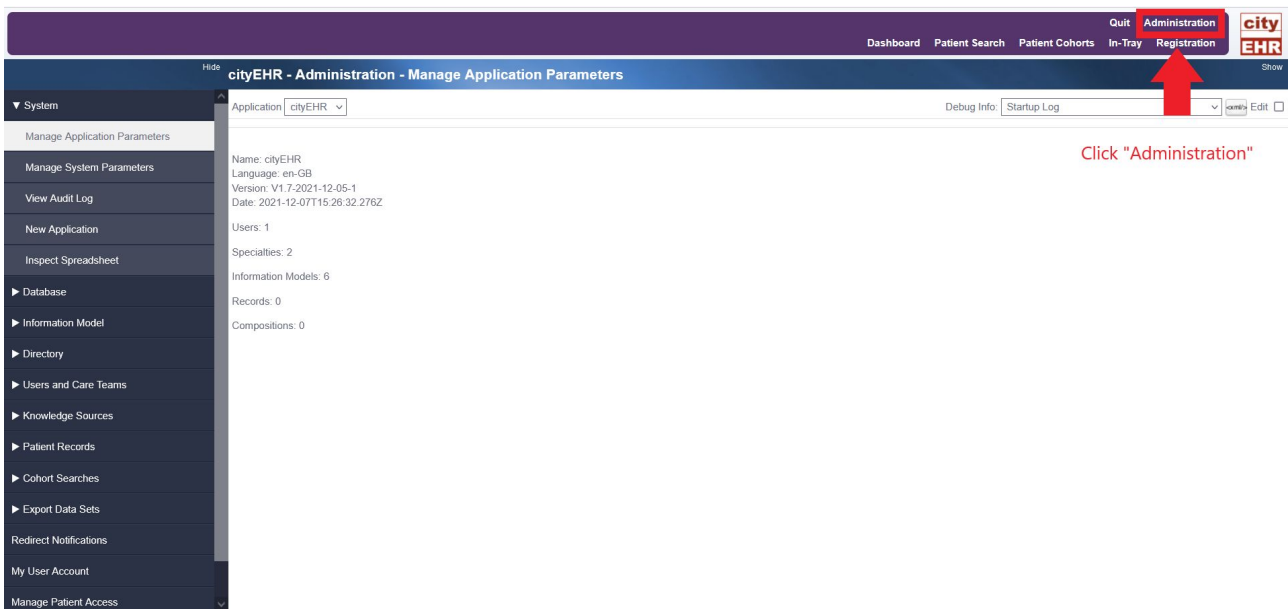 Quit Administration
city
EHR
Dashboard Patient Search Patient Cohorts In-Tray Registration
Hide cityEHR - Administration - Manage Application Parameters Show
▼ System
Application cityEHR Debug Info: Startup Log <xml/> Edit
Manage Application Parameters
Click "Administration"
Manage System Parameters
View Audit Log
New Application
Inspect Spreadsheet
▶ Database
▶ Information Model
▶ Directory
▶ Users and Care Teams
▶ Knowledge Sources
▶ Patient Records
▶ Cohort Searches
▶ Export Data Sets
Redirect Notifications
My User Account
Manage Patient Access
Name: cityEHR
Language: en-GB
Version: V1.7-2021-12-05-1
Date: 2021-12-07T15:26:32.276Z
Users: 1
Specialties: 2
Information Models: 6
Records: 0
Compositions: 0